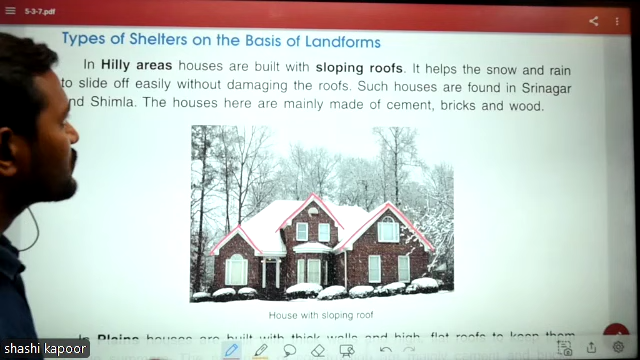 5-3-7.pdf
Types of Shelters on the Basis of Landforms
In Hilly areas houses are built with sloping roofs. It helps the snow and rain
to slide off easily without damaging the roofs. Such houses are found in Srinagar
nd Shimla. The houses here are mainly made of cement, bricks and wood.
House with sloping roof
In Plains houses are built with thick walls and high, flat roofs to keep them
shashi kapoor